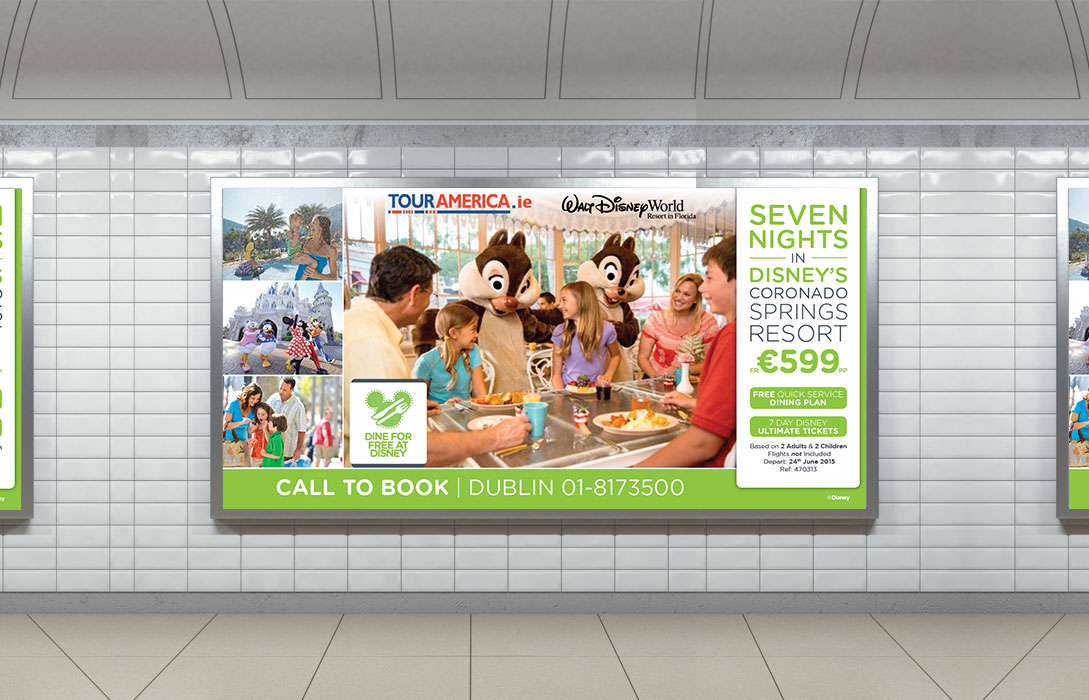 TOURAMERICA.ie
Walt Disney World
Resort in Florida
SEVEN
NIGHTS
IN
DISNEY'S
CORONADO
SPRINGS
RESORT
FR €599 PP
FREE QUICK SERVICE
DINING PLAN
7 DAY DISNEY
ULTIMATE TICKETS
Based on 2 Adults & 2 Children
Flights not Included
Depart: 24th June 2015
Ref: 470313
DINE FOR
FREE AT
DISNEY
CALL TO BOOK | DUBLIN 01-8173500
©Disney